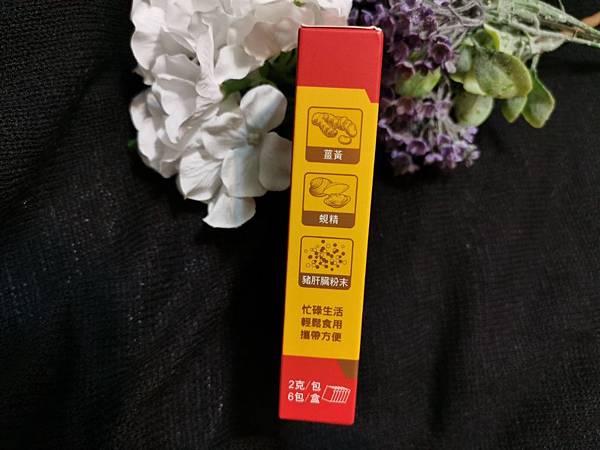 薑黃
蜆精
豬肝臟粉末
忙碌生活
輕鬆食用
攜帶方便
2克/包
6包/盒